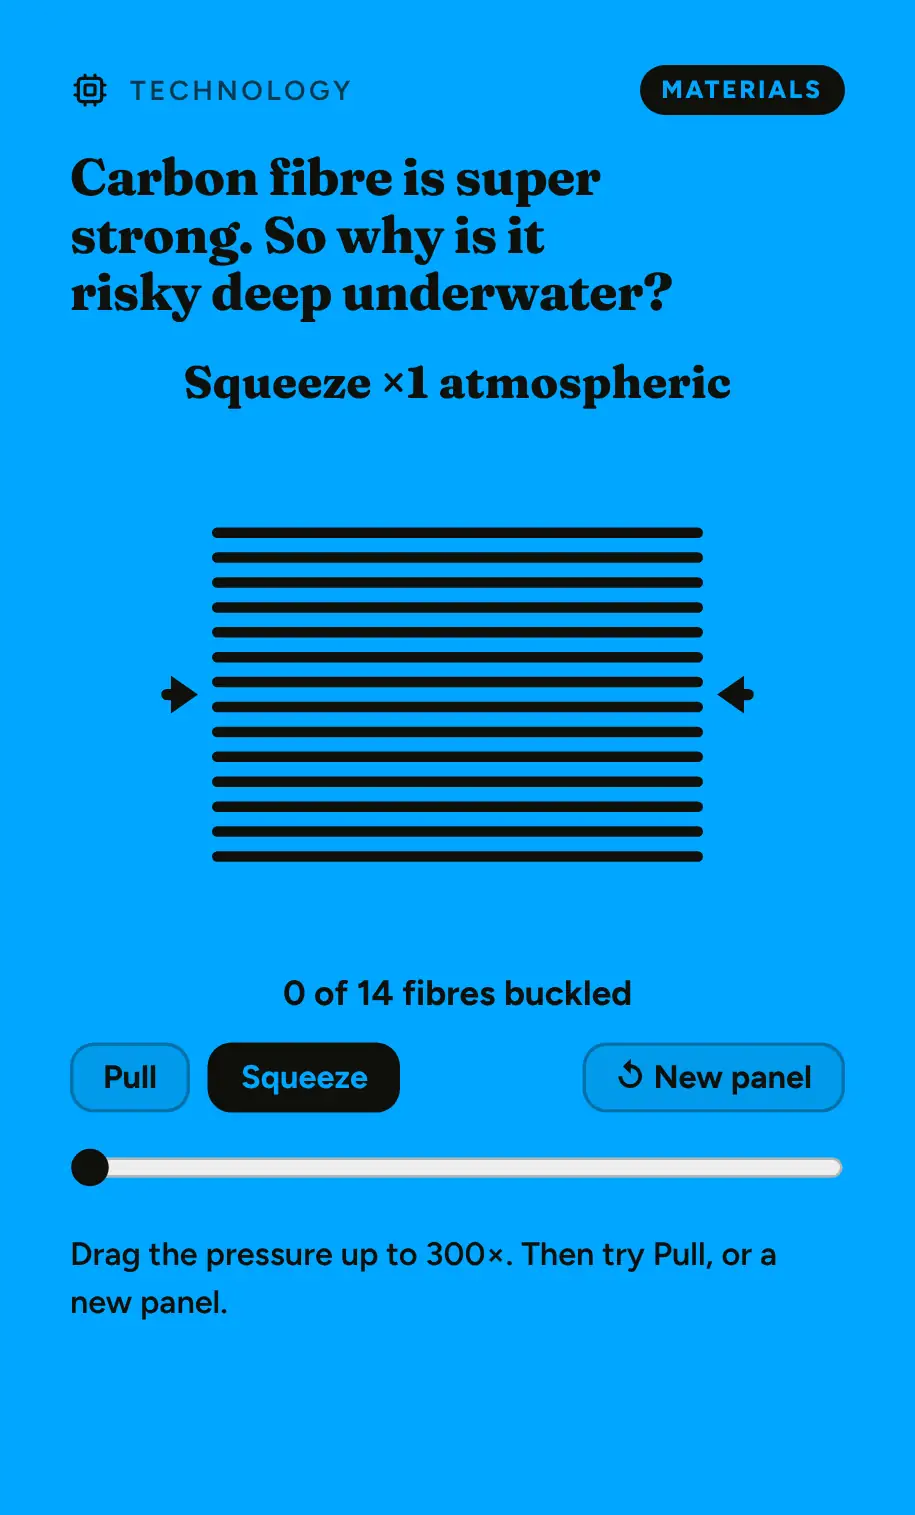 TECHNOLOGY
MATERIALS
Carbon fibre is super
strong. So why is it
risky deep underwater?
Squeeze ×1 atmospheric
0 of 14 fibres buckled
Pull
Squeeze
New panel
Drag the pressure up to 300×. Then try Pull, or a
new panel.